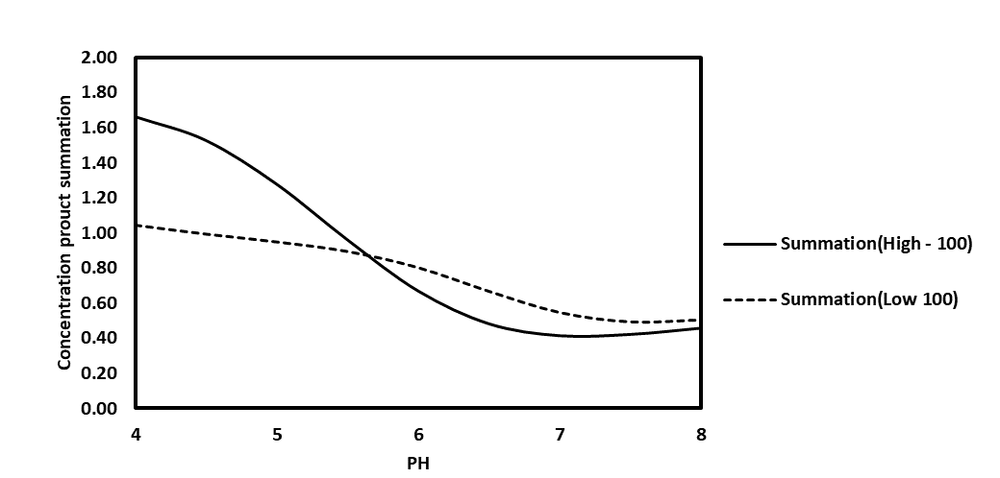 2.00
1.80
1.60
1.40
1.20
1.00
0.80
0.60
0.40
0.20
0.00
Concentration prouct summation
4 5 6 7 8
PH
Summation(High - 100)
Summation(Low 100)